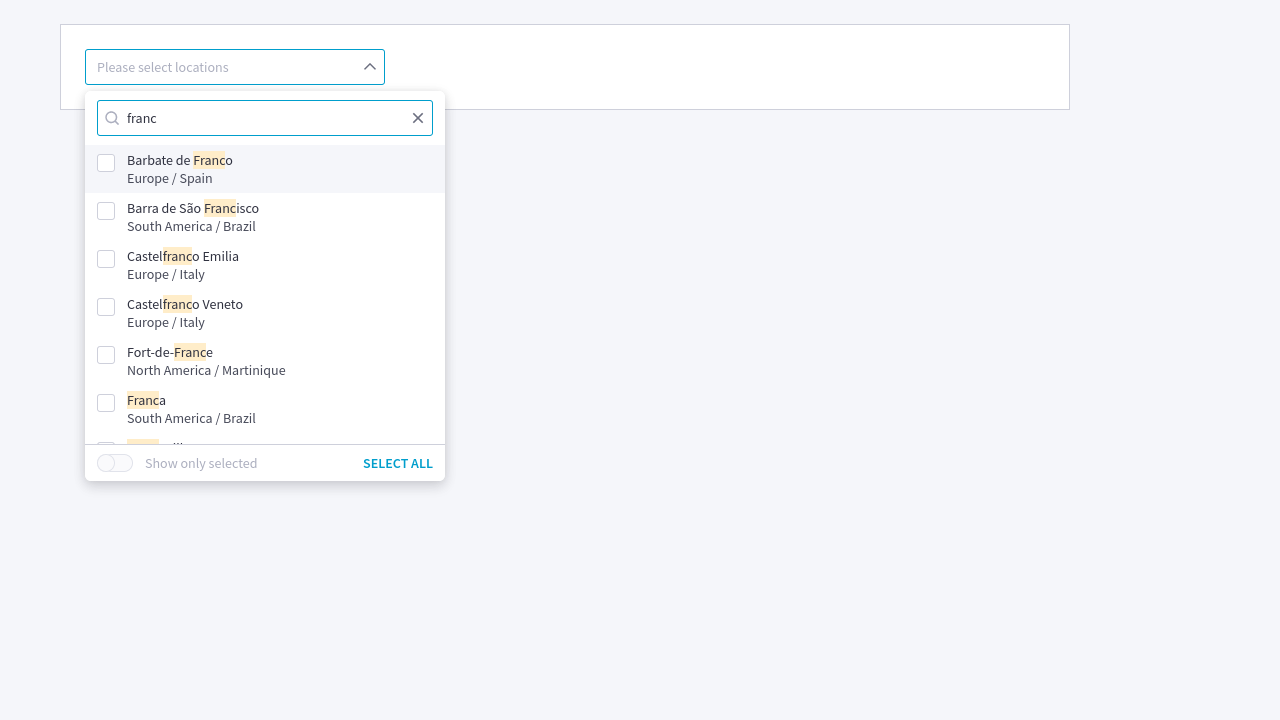 Please select locations
franc
Barbate de Franco
Europe / Spain
Barra de São Francisco
South America / Brazil
Castelfranco Emilia
Europe / Italy
Castelfranco Veneto
Europe / Italy
Fort-de-France
North America / Martinique
Franca
South America / Brazil
Show only selected
SELECT ALL